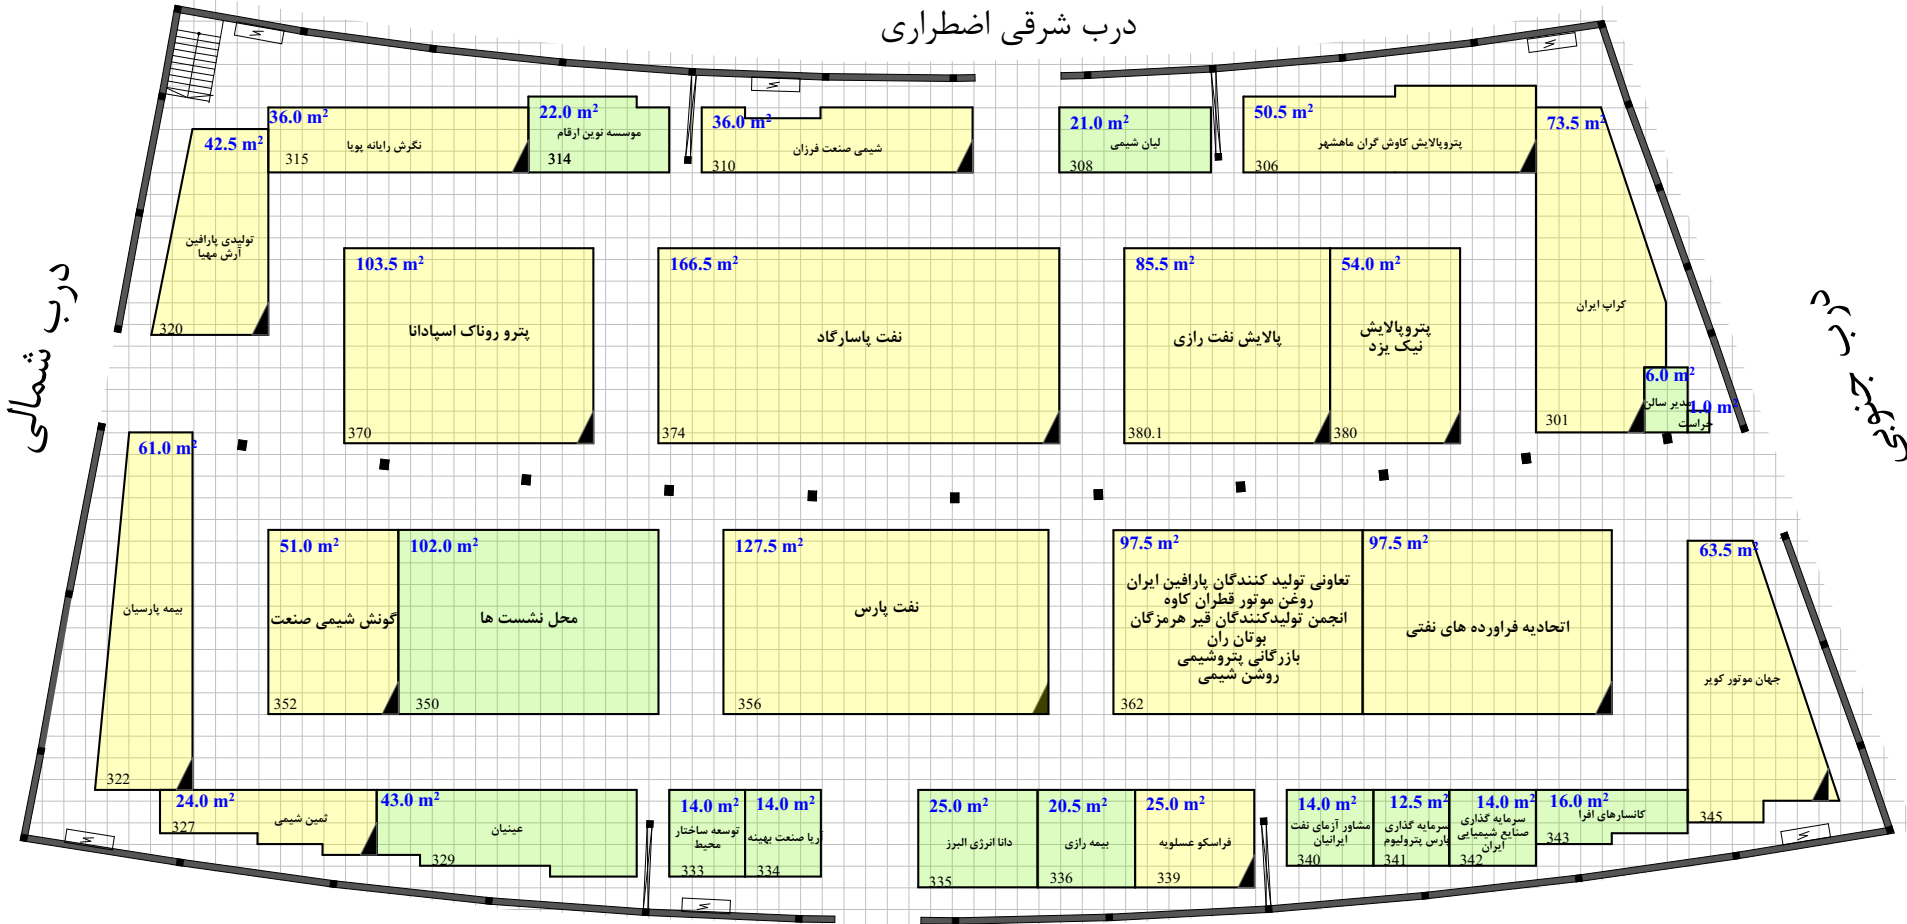 درب شرقی اضطراری
درب شمالی
درب جنوبی
42.5 m²
تولیدی پارافین
آرش مهیا
320
36.0 m²
نگرش رایانه پویا
315
22.0 m²
موسسه نوین ارقام
314
36.0 m²
شیمی صنعت فرزان
310
21.0 m²
لیان شیمی
308
50.5 m²
پتروپالایش کاوش گران ماهشهر
306
73.5 m²
کراپ ایران
301
6.0 m²
مدیر سالن
1.0 m²
حراست
103.5 m²
پترو روناک اسپادانا
370
166.5 m²
نفت پاسارگاد
374
85.5 m²
پالایش نفت رازی
380.1
54.0 m²
پتروپالایش
نیک یزد
380
61.0 m²
بیمه پارسیان
322
51.0 m²
گونش شیمی صنعت
352
102.0 m²
محل نشست ها
350
127.5 m²
نفت پارس
356
97.5 m²
تعاونی تولید کنندگان پارافین ایران
روغن موتور قطران کاوه
انجمن تولیدکنندگان قیر هرمزگان
بوتان ران
بازرگانی پتروشیمی
روشن شیمی
362
97.5 m²
اتحادیه فراورده های نفتی
63.5 m²
جهان موتور کویر
345
24.0 m²
ثمین شیمی
327
43.0 m²
عینیان
329
14.0 m²
توسعه ساختار
محیط
333
14.0 m²
آریا صنعت بهینه
334
25.0 m²
دانا انرژی البرز
335
20.5 m²
بیمه رازی
336
25.0 m²
فراسکو عسلویه
339
14.0 m²
مشاور آزمای نفت
ایرانیان
340
12.5 m²
سرمایه گذاری
پارس پترولیوم
341
14.0 m²
سرمایه گذاری
صنایع شیمیایی
ایران
342
16.0 m²
کانسارهای افرا
343